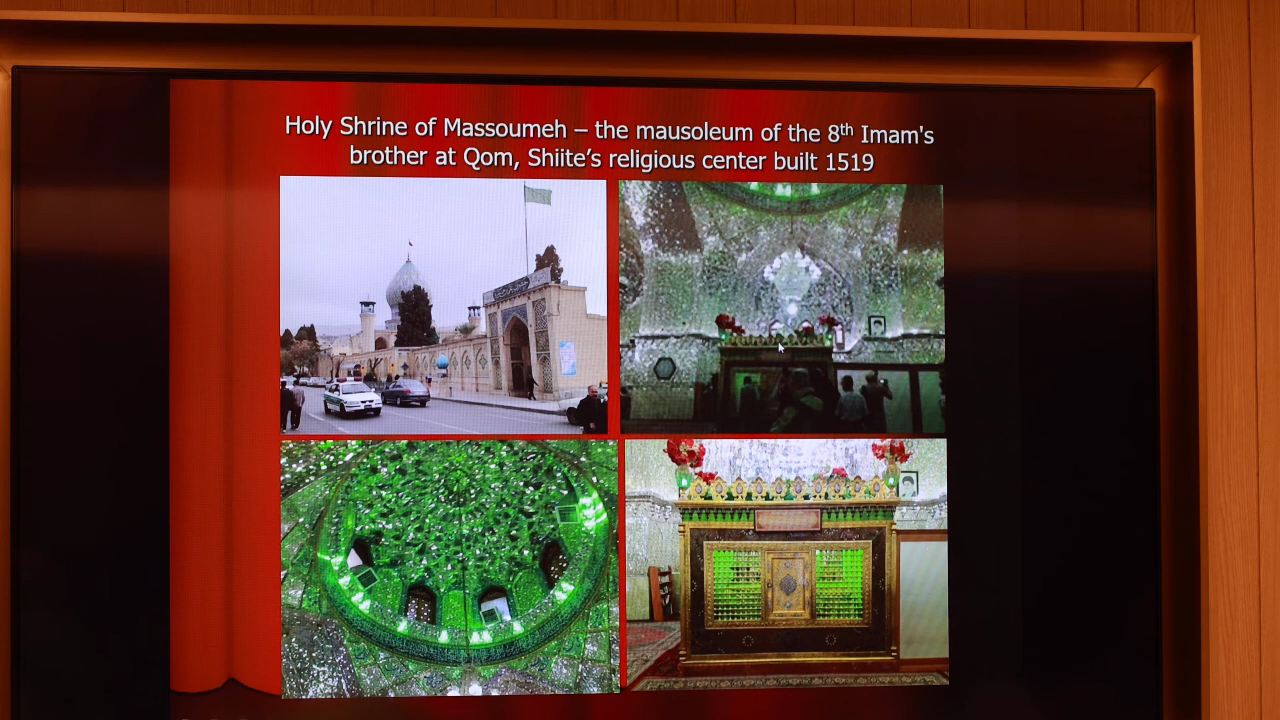 Holy Shrine of Massoumeh – the mausoleum of the 8th Imam's
brother at Qom, Shiite's religious center built 1519